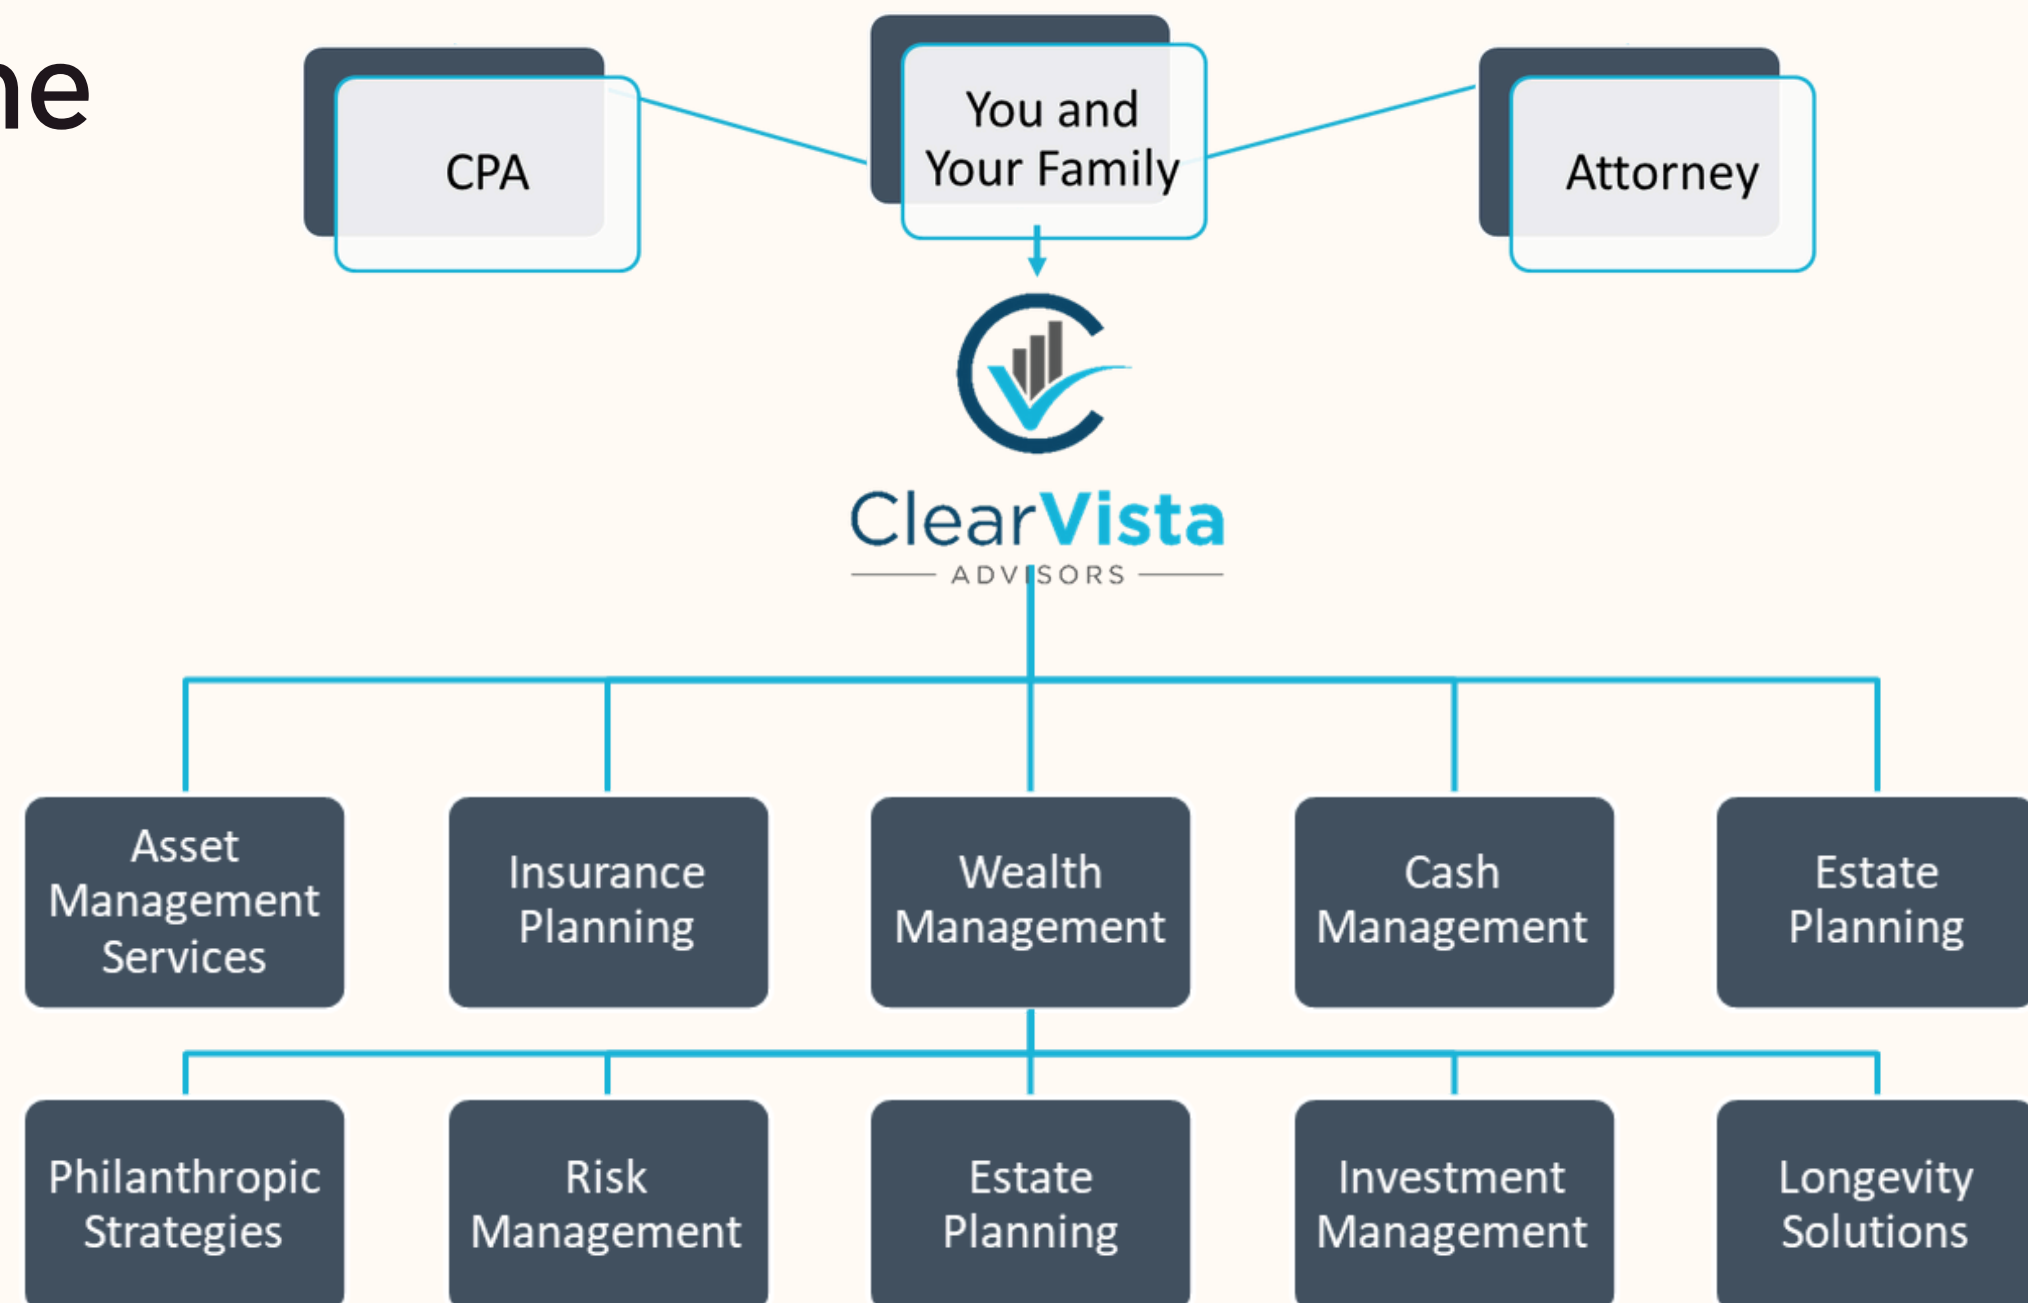 ne
CPA
You and
Your Family
Attorney
ClearVista
ADVISORS
Asset
Management
Services
Insurance
Planning
Wealth
Management
Cash
Management
Estate
Planning
Philanthropic
Strategies
Risk
Management
Estate
Planning
Investment
Management
Longevity
Solutions